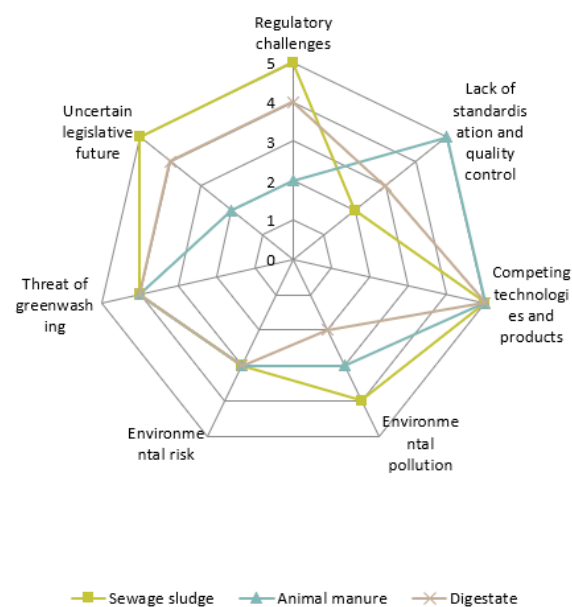 Regulatory
challenges
Uncertain
legislative
future
Lack of
standardis
ation and
quality
control
5
4
3
2
1
0
Threat of
greenwash
ing
Competing
technologi
es and
products
Environme
ntal risk
Environme
ntal
pollution
Sewage sludge
Animal manure
Digestate